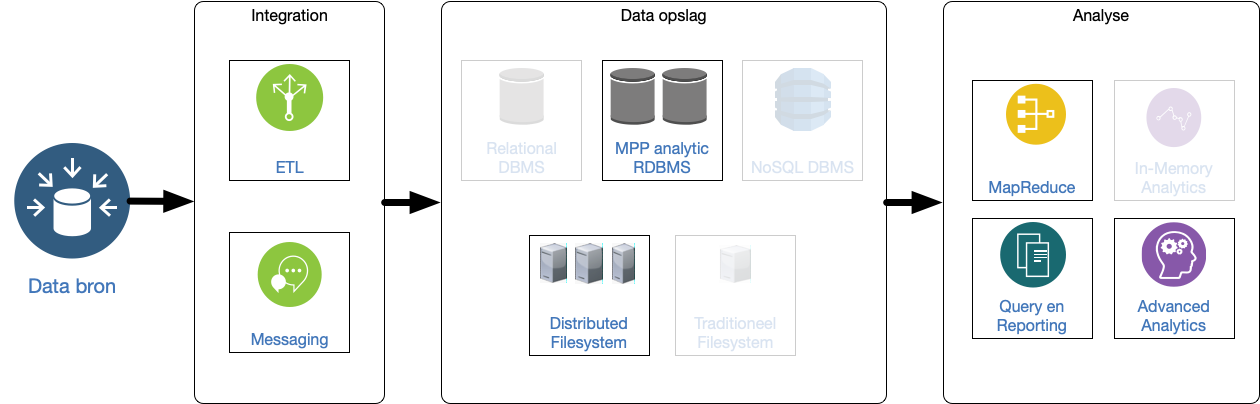 Integration
Data opslag
Analyse
ETL
Messaging
Data bron
Relational
DBMS
MPP analytic
RDBMS
NoSQL DBMS
Distributed
Filesystem
Traditioneel
Filesystem
MapReduce
In-Memory
Analytics
Query en
Reporting
Advanced
Analytics